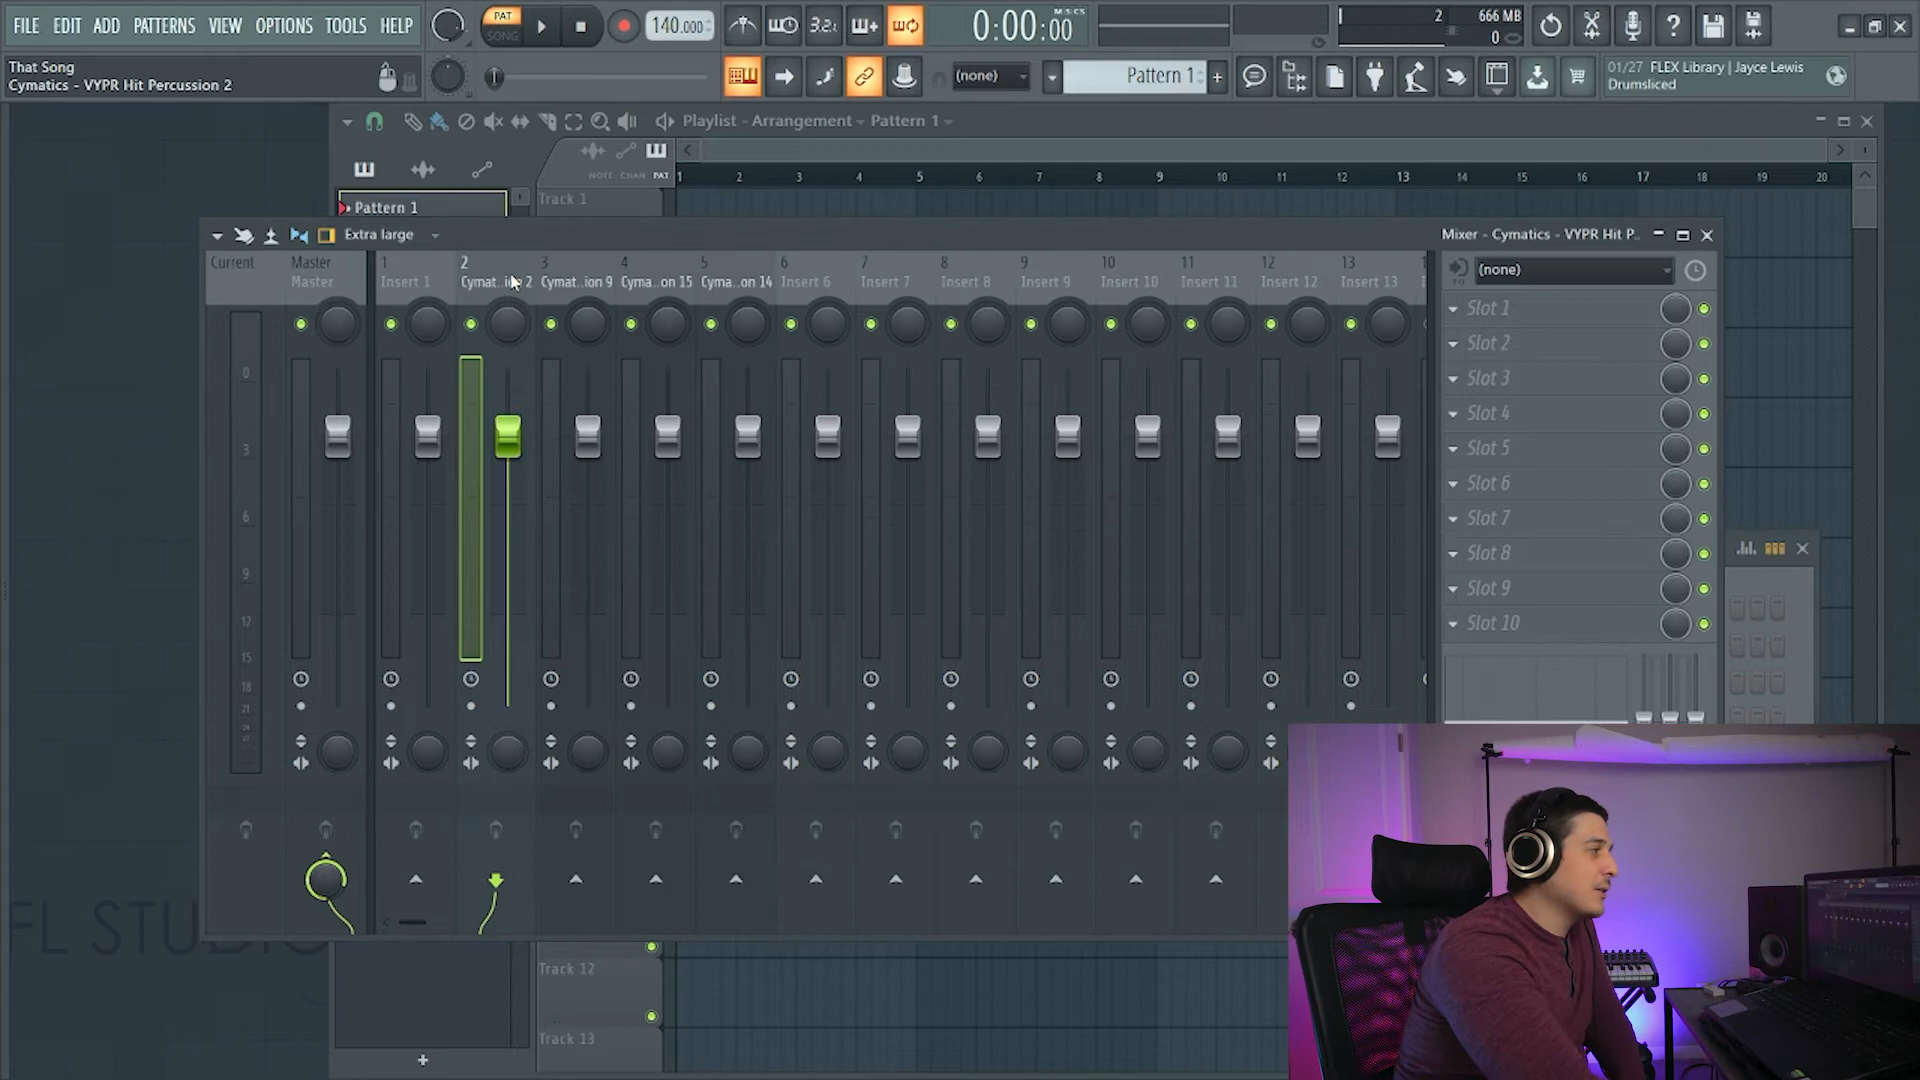 FILE EDIT ADD PATTERNS VIEW OPTIONS TOOLS HELP
PAT
SONG
140.000
3.2
0:00:00
M:S:CS
2
666 MB
0
That Song
Cymatics - VYPR Hit Percussion 2
(none)
Pattern 1
01/27 FLEX Library | Jayce Lewis
Drumsliced
Playlist - Arrangement - Pattern 1
NOTE CHAN PAT
1 2 3 4 5 6 7 8 9 10 11 12 13 14 15 16 17 18 19 20
Pattern 1
Track 1
Extra large
Mixer - Cymatics - VYPR Hit P..
Current Master 1 2 3 4 5 6 7 8 9 10 11 12 13
Master Insert 1 Cymat..io 2 Cymat..ion 9 Cyma..on 15 Cyma..on 14 Insert 6 Insert 7 Insert 8 Insert 9 Insert 10 Insert 11 Insert 12 Insert 13
(none)
Slot 1
Slot 2
Slot 3
Slot 4
Slot 5
Slot 6
Slot 7
Slot 8
Slot 9
Slot 10
0
3
6
9
12
15
18
21
24
27
FL STUDIO
Track 12
Track 13